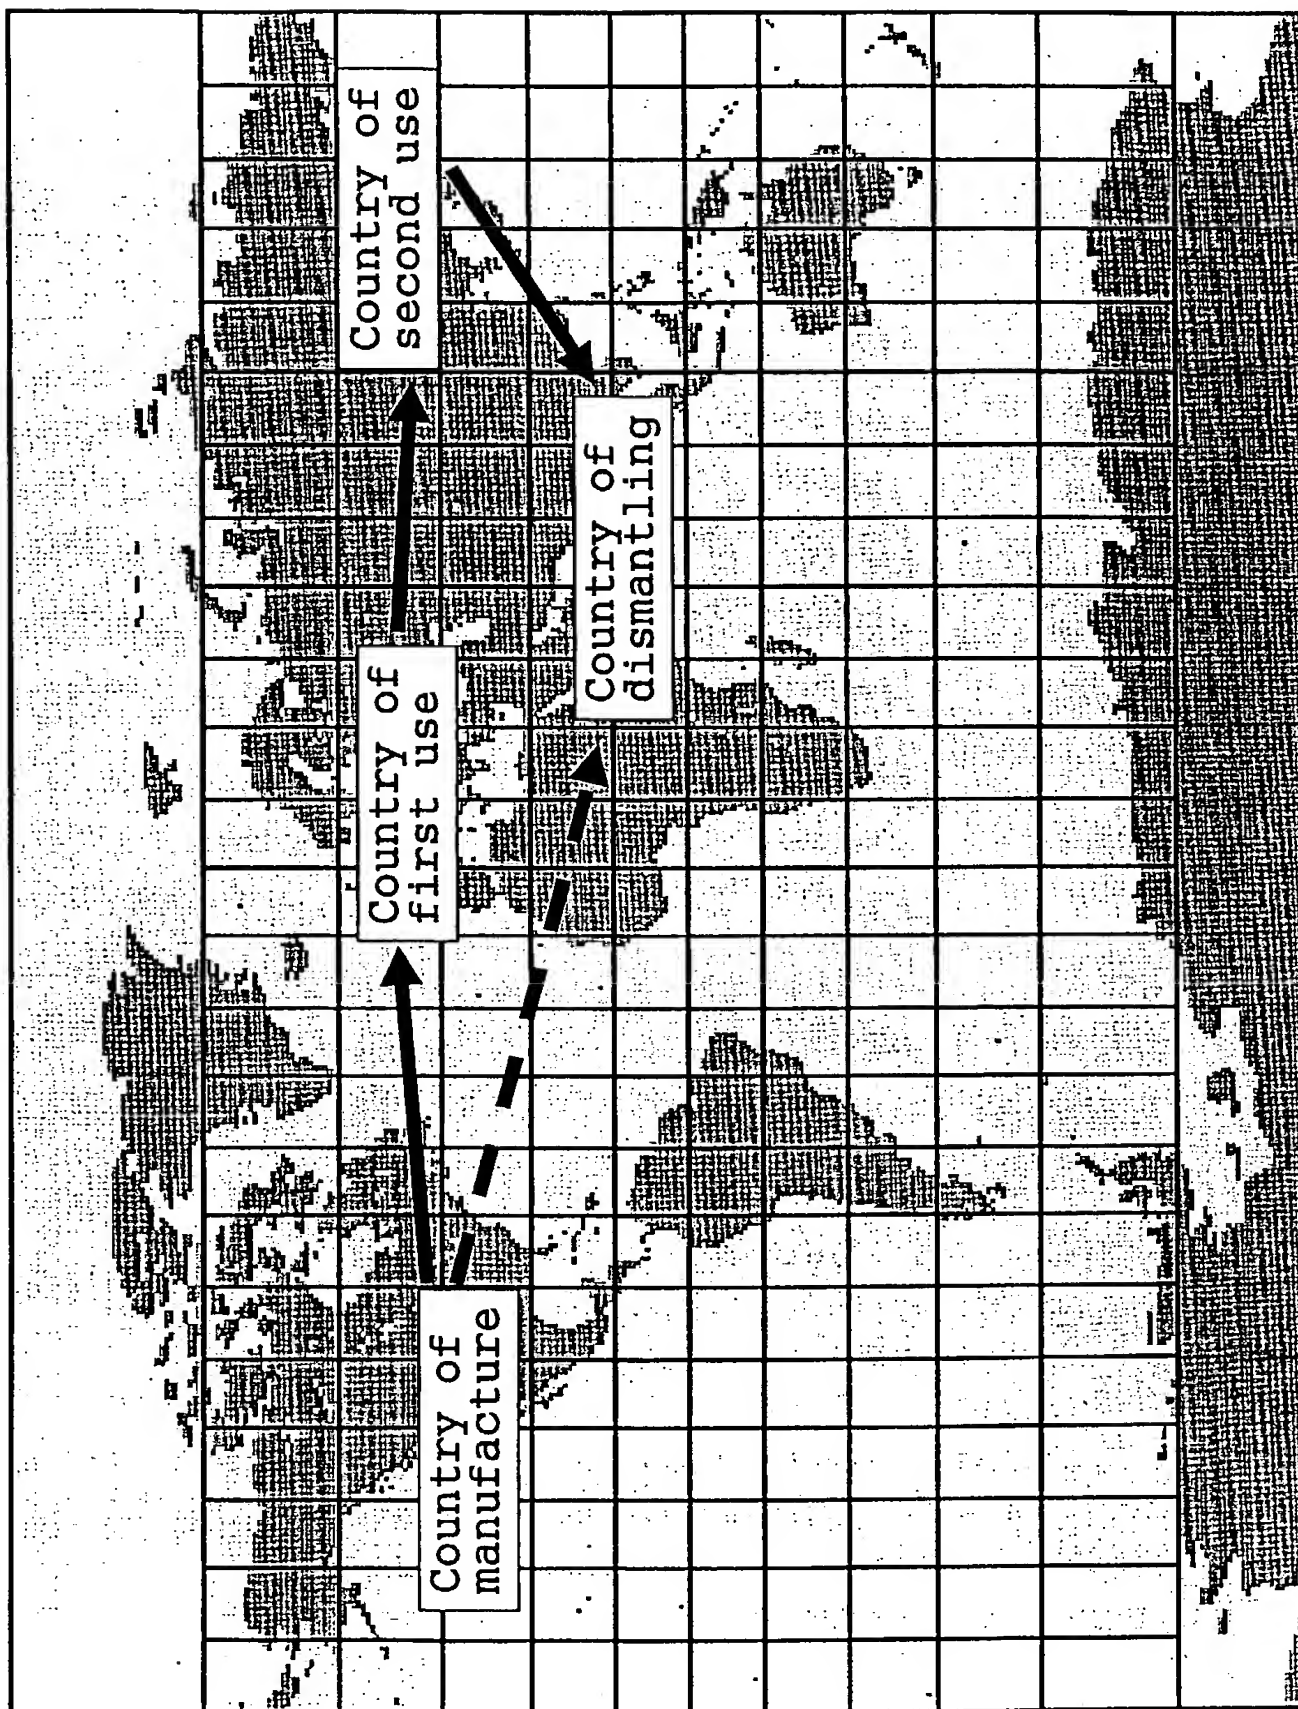 Country of
manufacture
Country of
first use
Country of
second use
Country of
dismantling